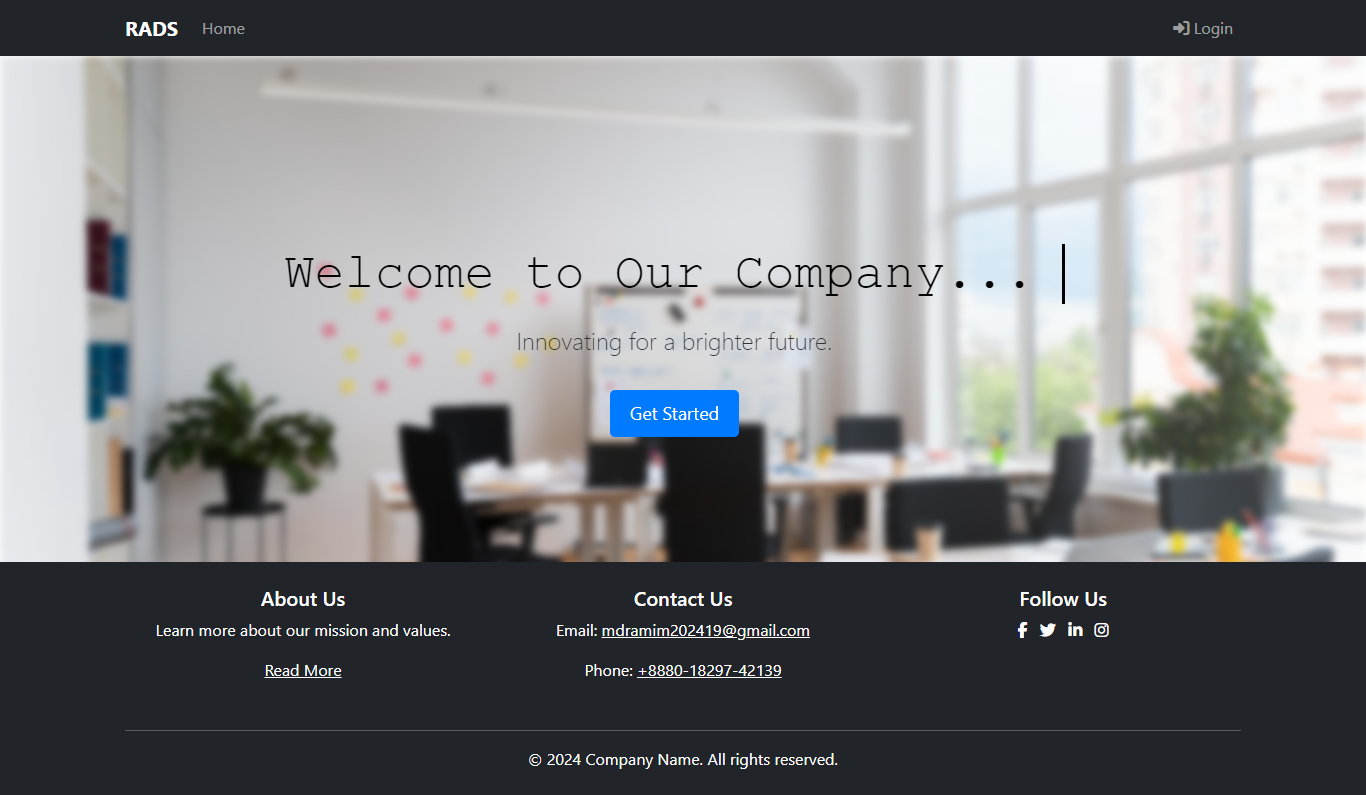 RADS Home Login
Welcome to Our Company...
Innovating for a brighter future.
Get Started
About Us
Learn more about our mission and values.
Read More
Contact Us
Email: mdramim202419@gmail.com
Phone: +8880-18297-42139
Follow Us
© 2024 Company Name. All rights reserved.